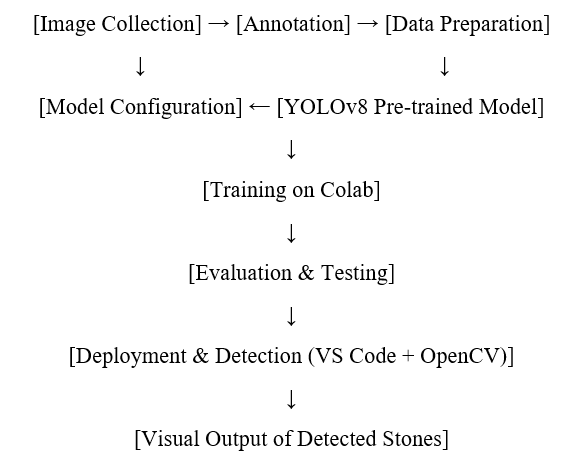 [Image Collection] → [Annotation] → [Data Preparation]
↓ ↓
[Model Configuration] ← [YOLOv8 Pre-trained Model]
↓
[Training on Colab]
↓
[Evaluation & Testing]
↓
[Deployment & Detection (VS Code + OpenCV)]
↓
[Visual Output of Detected Stones]